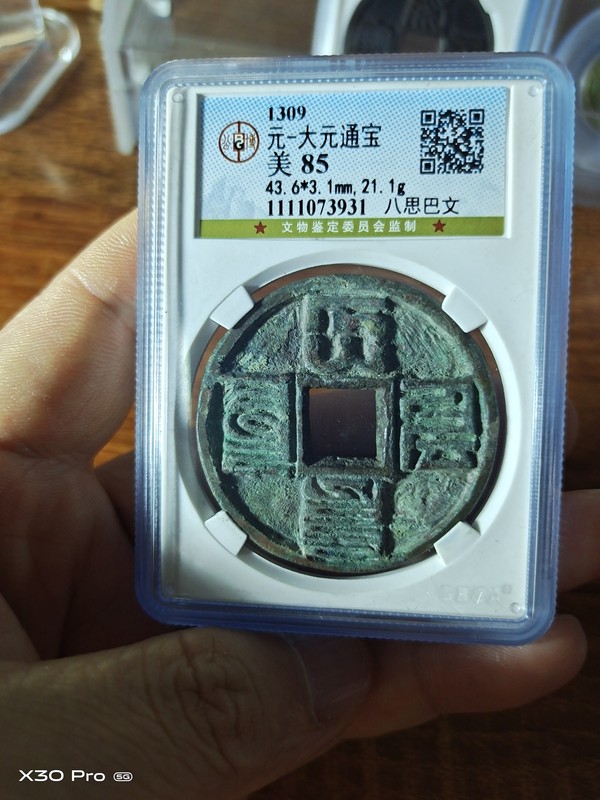 1309
元-大元通宝
美 85
43.6*3.1mm, 21.1g
1111073931 八思巴文
文物鉴定委员会监制
X30 Pro 5G